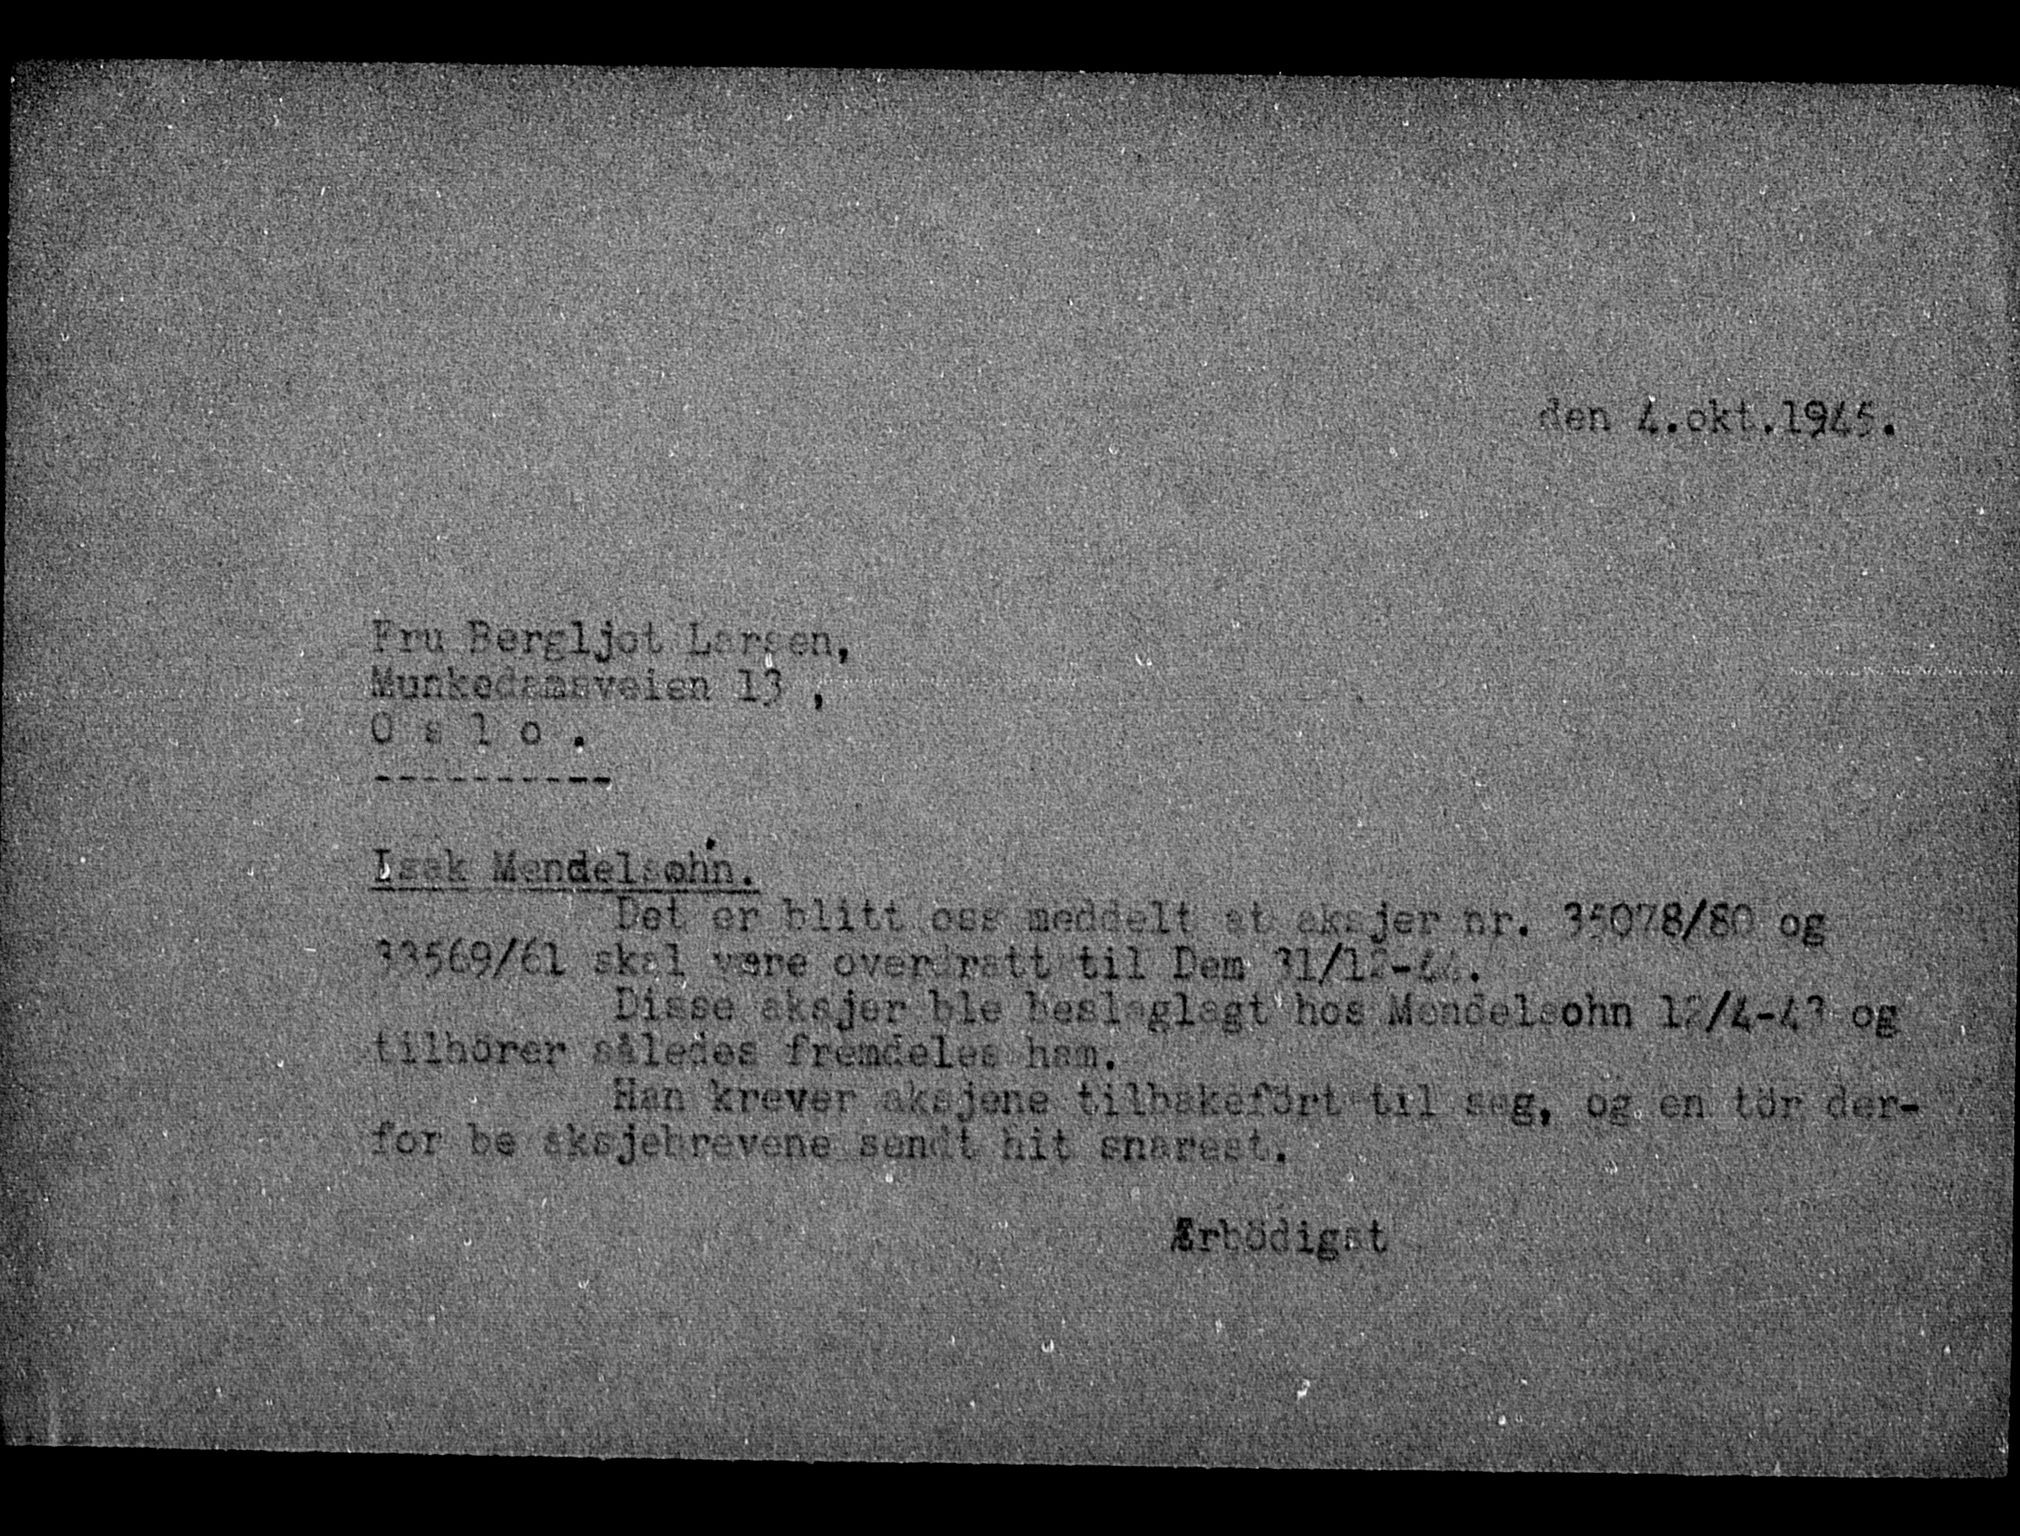 den 4.okt.1945.
Fru Bergljot Larsen,
Munkedamsveien 13 ,
O s l o .
----------
Isak Mendelsohn.
Det er blitt oss meddelt at aksjer nr. 35078/80 og
33569/61 skal være overdratt til Dem 31/12-44.
Disse aksjer ble beslaglagt hos Mendelsohn 12/4-43 og
tilhörer således fremdeles ham.
Han krever aksjene tilbakefört til seg, og en tör der-
for be aksjebrevene sendt hit snarest.
Ærbödigst